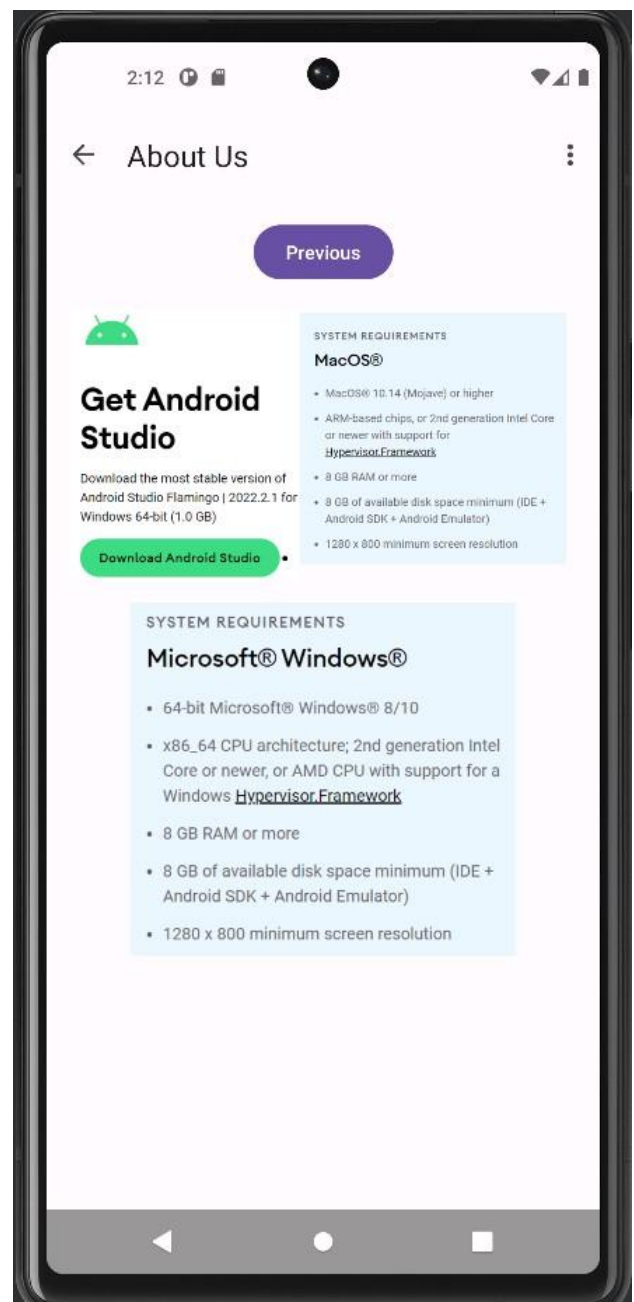 2:12
About Us
Previous
Get Android
Studio
Download the most stable version of
Android Studio Flamingo | 2022.2.1 for
Windows 64-bit (1.0 GB)
Download Android Studio
SYSTEM REQUIREMENTS
MacOS®
• MacOS® 10.14 (Mojave) or higher
• ARM-based chips, or 2nd generation Intel Core
or newer with support for
Hypervisor.Framework
• 8 GB RAM or more
• 8 GB of available disk space minimum (IDE +
Android SDK + Android Emulator)
• 1280 x 800 minimum screen resolution
SYSTEM REQUIREMENTS
Microsoft® Windows®
• 64-bit Microsoft® Windows® 8/10
• x86_64 CPU architecture; 2nd generation Intel
Core or newer, or AMD CPU with support for a
Windows Hypervisor.Framework
• 8 GB RAM or more
• 8 GB of available disk space minimum (IDE +
Android SDK + Android Emulator)
• 1280 x 800 minimum screen resolution